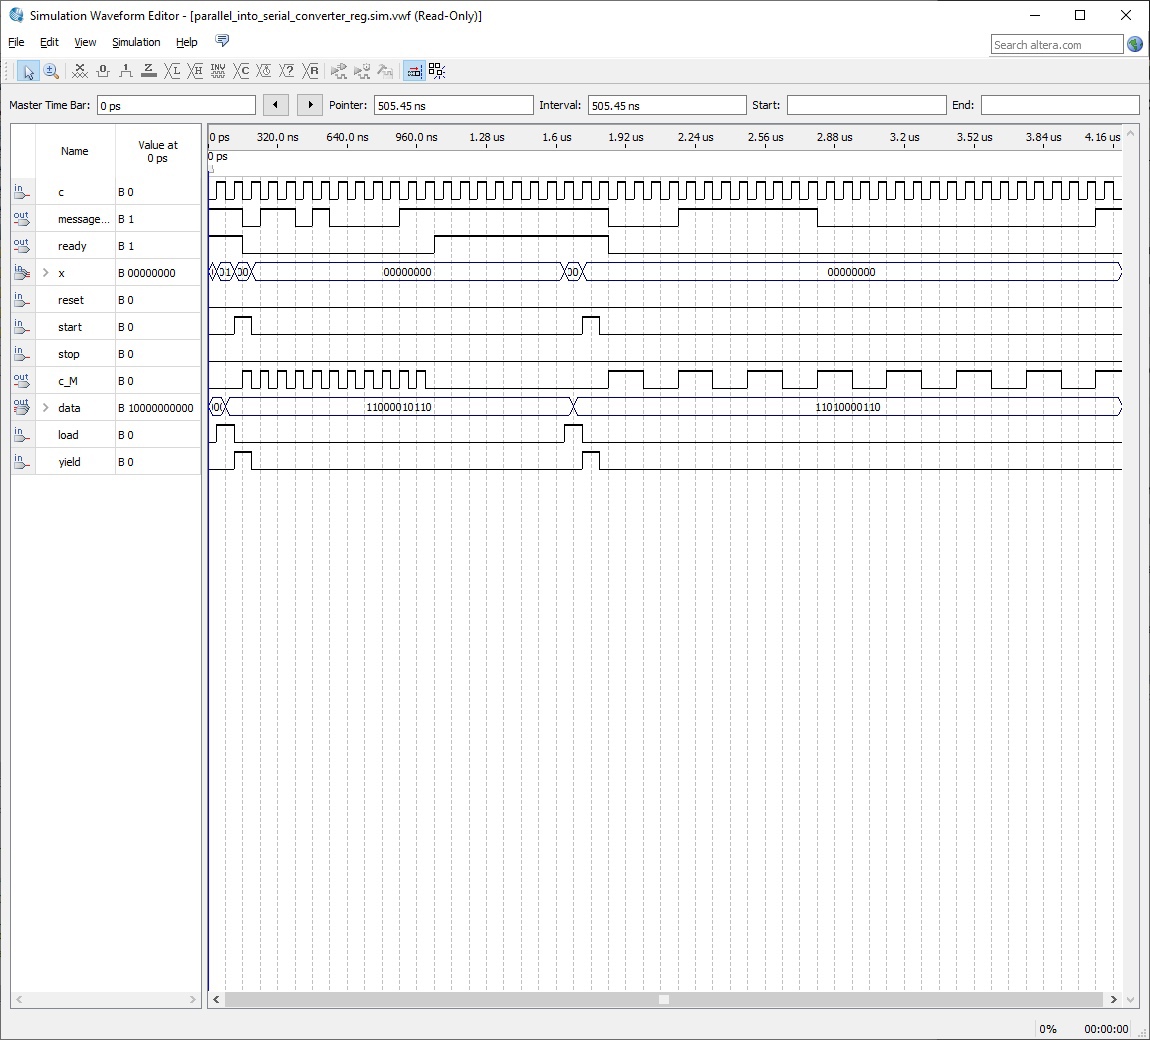 Simulation Waveform Editor - [parallel_into_serial_converter_reg.sim.vwf (Read-Only)]
File Edit View Simulation Help
Search altera.com
Master Time Bar: 0 ps Pointer: 505.45 ns Interval: 505.45 ns Start: End:
Name Value at 0 ps
0 ps 320.0 ns 640.0 ns 960.0 ns 1.28 us 1.6 us 1.92 us 2.24 us 2.56 us 2.88 us 3.2 us 3.52 us 3.84 us 4.16 us
0 ps
in c B 0
out message... B 1
out ready B 1
in x B 00000000 00000000 00 00000000
in reset B 0
in start B 0
in stop B 0
out c_M B 0
out data B 10000000000 11000010110 11010000110
in load B 0
in yield B 0
0% 00:00:00